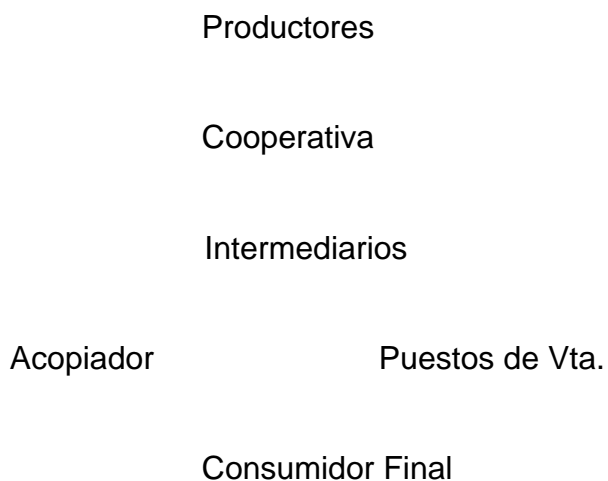 Productores
Cooperativa
Intermediarios
Acopiador Puestos de Vta.
Consumidor Final